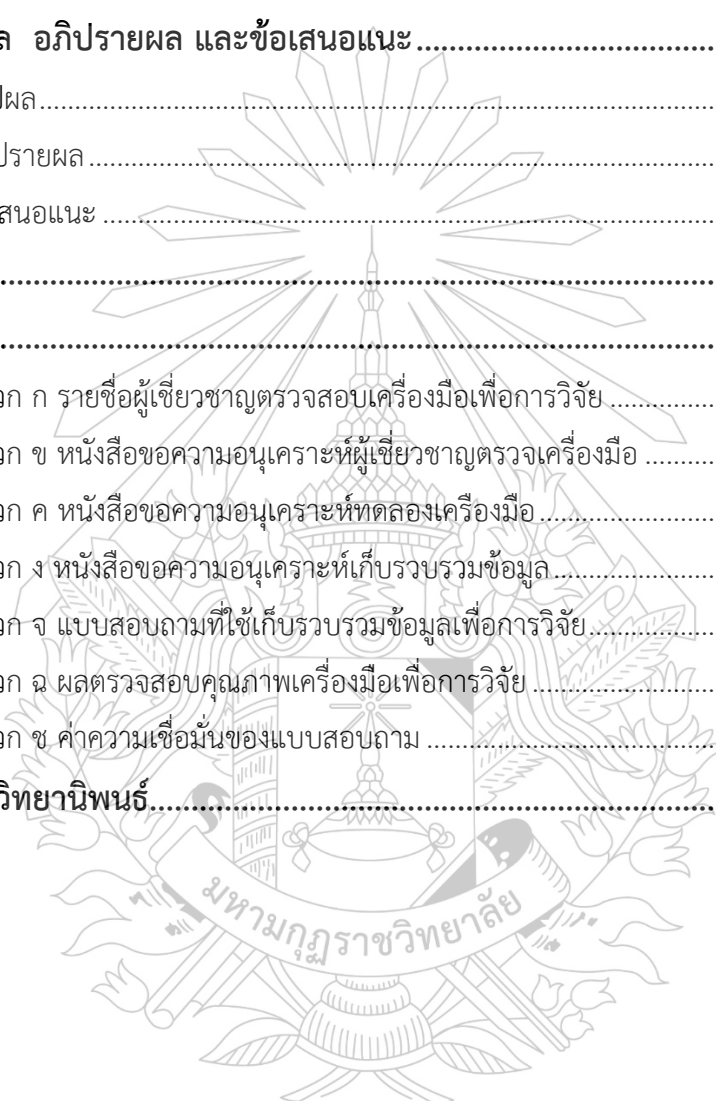 ล  อภิปรายผล และข้อเสนอแนะ....................................
ปผล....................................................................................
ปรายผล.............................................................................
สนอแนะ...........................................................................
....................................................................................
....................................................................................
วก ก รายชื่อผู้เชี่ยวชาญตรวจสอบเครื่องมือเพื่อการวิจัย..............
วก ข หนังสือขอความอนุเคราะห์ผู้เชี่ยวชาญตรวจเครื่องมือ.........
วก ค หนังสือขอความอนุเคราะห์ทดลองเครื่องมือ.......................
วก ง หนังสือขอความอนุเคราะห์เก็บรวบรวมข้อมูล.....................
วก จ แบบสอบถามที่ใช้เก็บรวบรวมข้อมูลเพื่อการวิจัย.................
วก ฉ ผลตรวจสอบคุณภาพเครื่องมือเพื่อการวิจัย........................
วก ช ค่าความเชื่อมั่นของแบบสอบถาม......................................
วิทยานิพนธ์.........................................................................
มหามกุฏราชวิทยาลัย